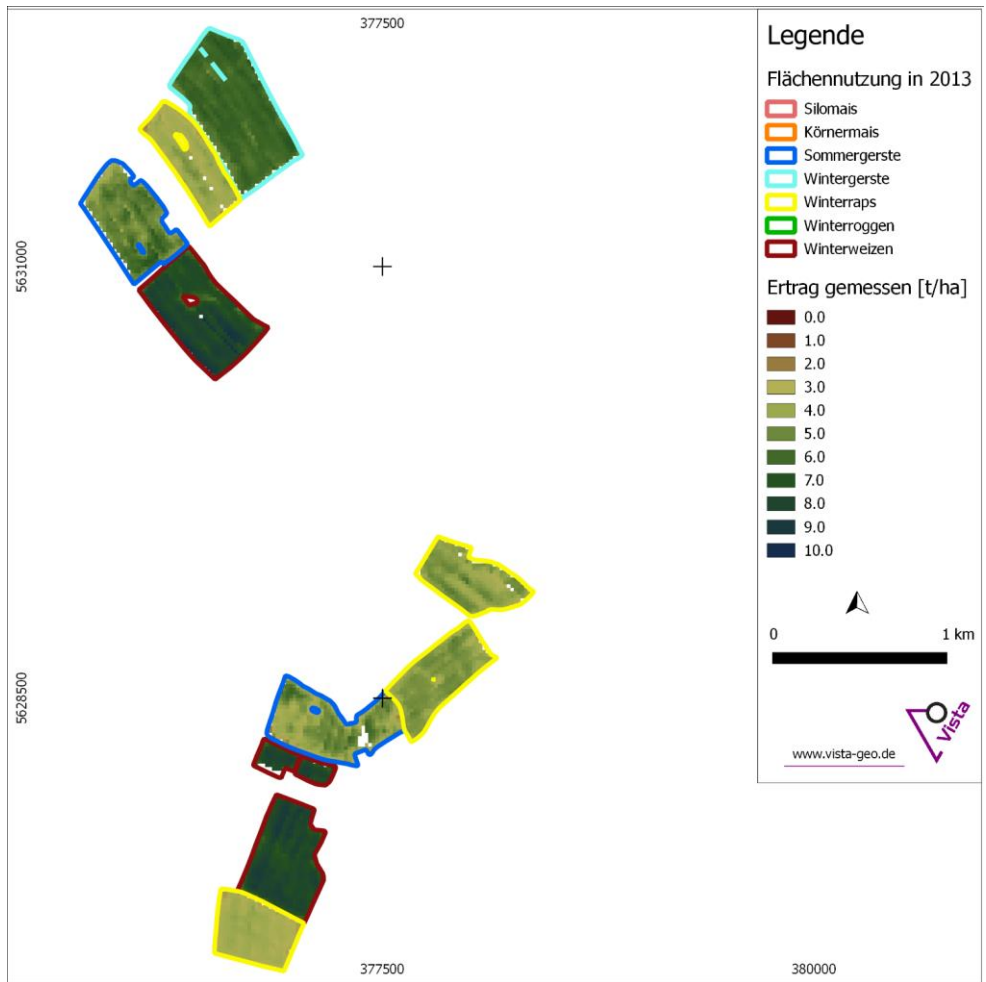 377500
5631000
5628500
377500
380000
Legende
Flächennutzung in 2013
Silomais
Körnermais
Sommergerste
Wintergerste
Winterraps
Winterroggen
Winterweizen
Ertrag gemessen [t/ha]
0.0
1.0
2.0
3.0
4.0
5.0
6.0
7.0
8.0
9.0
10.0
0 1 km
Vista
www.vista-geo.de